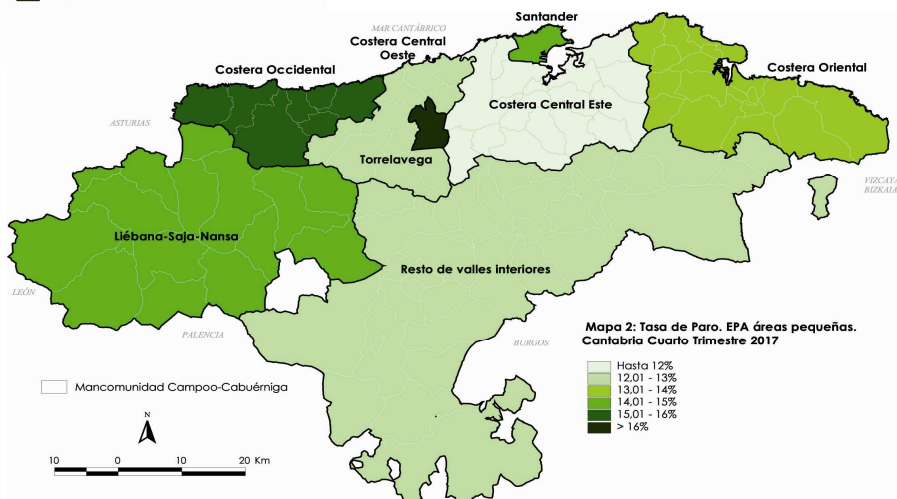 MAR CANTÁBRICO
Santander
Costera Central
Oeste
Costera Occidental
Costera Oriental
Costera Central Este
ASTURIAS
Torrelavega
VIZCAYA
BIZKAIA
Liébana-Saja-Nansa
Resto de valles interiores
LEÓN
PALENCIA
BURGOS
Mapa 2: Tasa de Paro. EPA áreas pequeñas.
Cantabria Cuarto Trimestre 2017
Hasta 12%
12,01 - 13%
13,01 - 14%
14,01 - 15%
15,01 - 16%
> 16%
Mancomunidad Campoo-Cabuérniga
N
10 0 10 20 Km